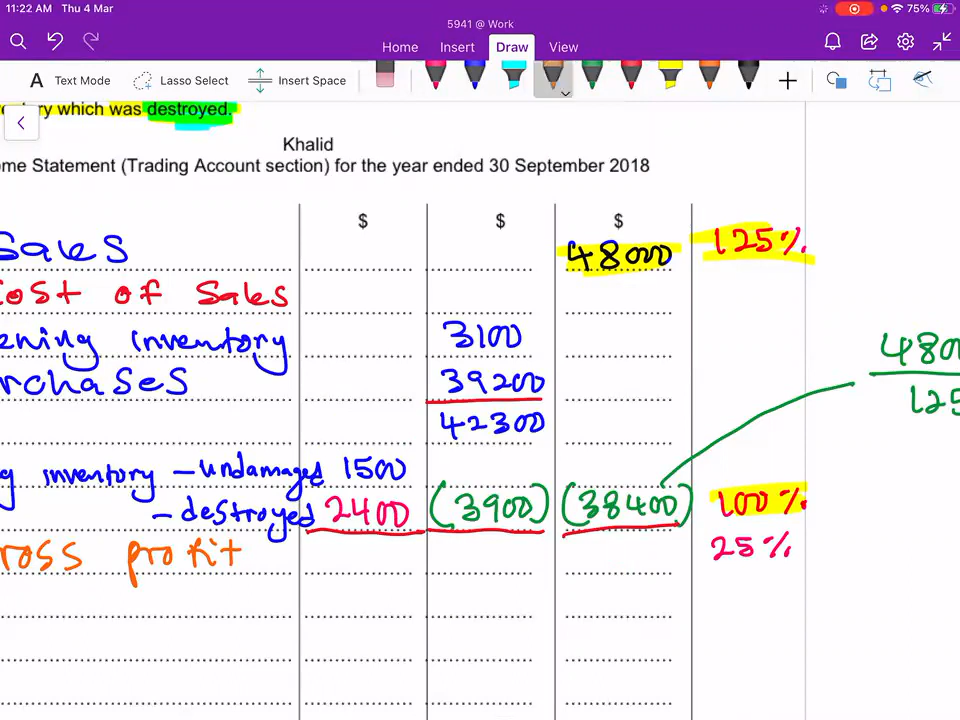 11:22 AM Thu 4 Mar
75%
5941 @ Work
Home Insert Draw View
A Text Mode Lasso Select Insert Space
which was destroyed.
Khalid
me Statement (Trading Account section) for the year ended 30 September 2018
$ $ $
Sales 48000 125%
Cost of Sales
ening inventory 3100
rchases 39200
42300
g inventory - undamaged 1500
- destroyed 2400 (3900) (38400) 100%
ross profit 25%
480
125